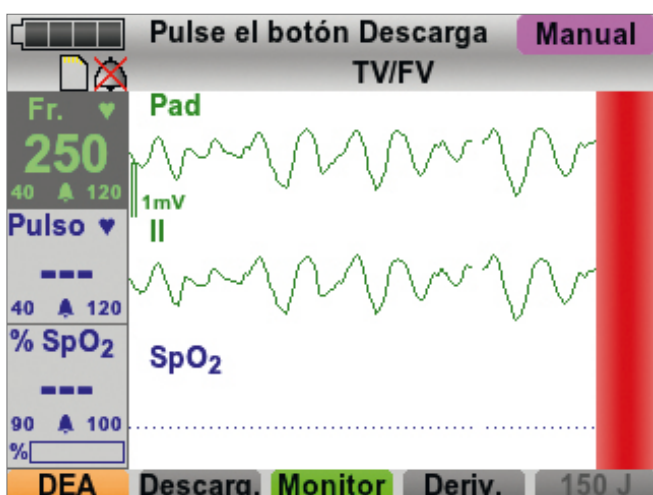 Pulse el botón Descarga Manual
TV/FV
Fr.
250
40 120
Pad
1mV
Pulso
---
40 120
II
% SpO2
---
90 100
%
SpO2
DEA Descarg. Monitor Deriv. 150 J